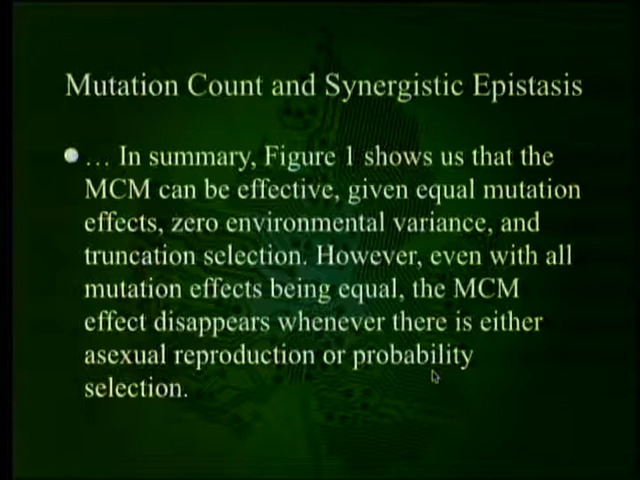 Mutation Count and Synergistic Epistasis
… In summary, Figure 1 shows us that the
MCM can be effective, given equal mutation
effects, zero environmental variance, and
truncation selection. However, even with all
mutation effects being equal, the MCM
effect disappears whenever there is either
asexual reproduction or probability
selection.